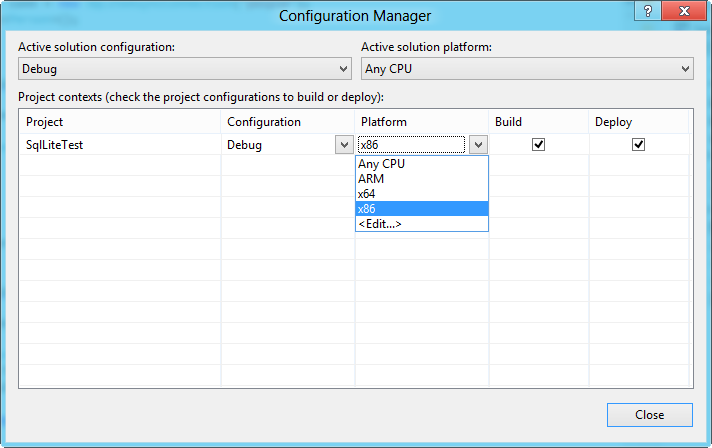 Configuration Manager
?
Active solution configuration: Active solution platform:
Debug Any CPU
Project contexts (check the project configurations to build or deploy):
Project Configuration Platform Build Deploy
SqlLiteTest Debug x86
Any CPU
ARM
x64
x86
<Edit...>
Close